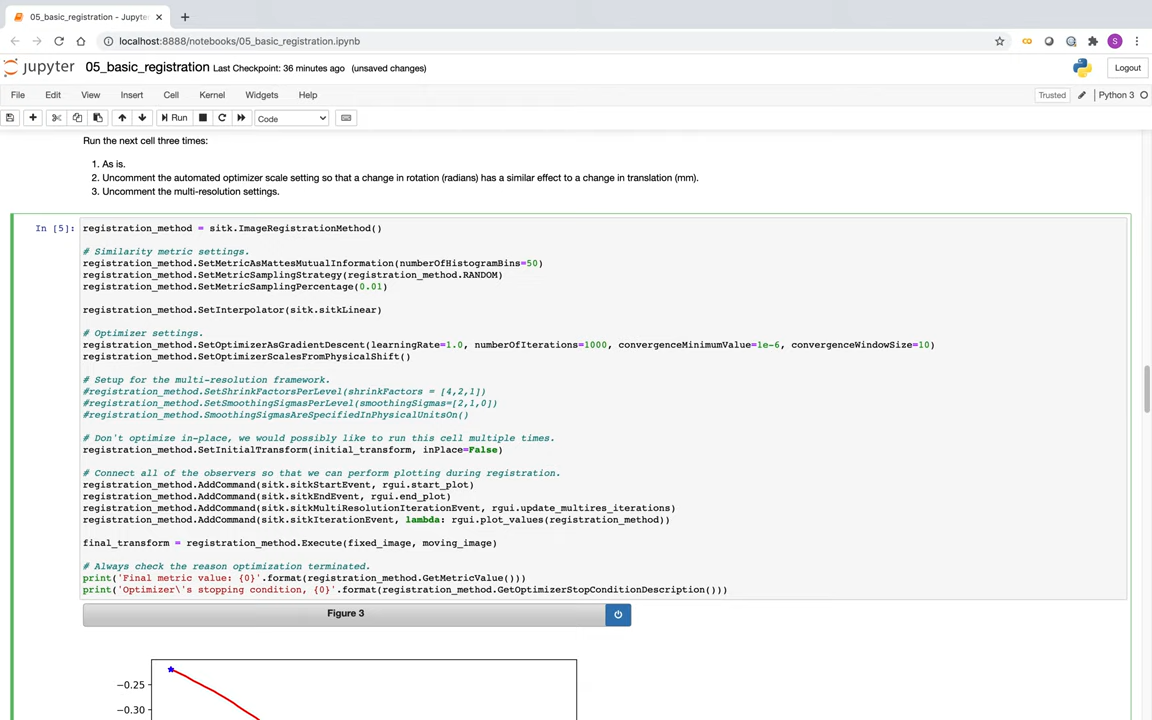 05_basic_registration - Jupyter
localhost:8888/notebooks/05_basic_registration.ipynb
S
jupyter 05_basic_registration Last Checkpoint: 36 minutes ago (unsaved changes)
Logout
File Edit View Insert Cell Kernel Widgets Help
Trusted Python 3
Run Code
Run the next cell three times:
1. As is.
2. Uncomment the automated optimizer scale setting so that a change in rotation (radians) has a similar effect to a change in translation (mm).
3. Uncomment the multi-resolution settings.
In [5]: registration_method = sitk.ImageRegistrationMethod()
# Similarity metric settings.
registration_method.SetMetricAsMattesMutualInformation(numberOfHistogramBins=50)
registration_method.SetMetricSamplingStrategy(registration_method.RANDOM)
registration_method.SetMetricSamplingPercentage(0.01)
registration_method.SetInterpolator(sitk.sitkLinear)
# Optimizer settings.
registration_method.SetOptimizerAsGradientDescent(learningRate=1.0, numberOfIterations=1000, convergenceMinimumValue=1e-6, convergenceWindowSize=10)
registration_method.SetOptimizerScalesFromPhysicalShift()
# Setup for the multi-resolution framework.
#registration_method.SetShrinkFactorsPerLevel(shrinkFactors = [4,2,1])
#registration_method.SetSmoothingSigmasPerLevel(smoothingSigmas=[2,1,0])
#registration_method.SmoothingSigmasAreSpecifiedInPhysicalUnitsOn()
# Don't optimize in-place, we would possibly like to run this cell multiple times.
registration_method.SetInitialTransform(initial_transform, inPlace=False)
# Connect all of the observers so that we can perform plotting during registration.
registration_method.AddCommand(sitk.sitkStartEvent, rgui.start_plot)
registration_method.AddCommand(sitk.sitkEndEvent, rgui.end_plot)
registration_method.AddCommand(sitk.sitkMultiResolutionIterationEvent, rgui.update_multires_iterations)
registration_method.AddCommand(sitk.sitkIterationEvent, lambda: rgui.plot_values(registration_method))
final_transform = registration_method.Execute(fixed_image, moving_image)
# Always check the reason optimization terminated.
print('Final metric value: {0}'.format(registration_method.GetMetricValue()))
print('Optimizer\'s stopping condition, {0}'.format(registration_method.GetOptimizerStopConditionDescription()))
Figure 3
−0.25
−0.30